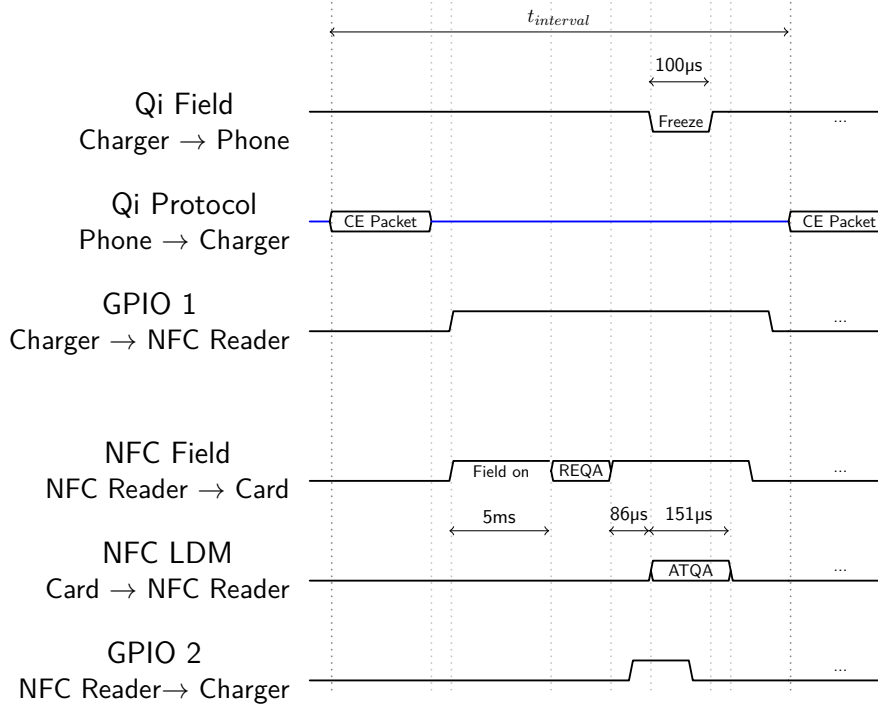 t_interval
100µs
Qi Field
Charger → Phone
Freeze
...
Qi Protocol
Phone → Charger
CE Packet
CE Packet
GPIO 1
Charger → NFC Reader
...
NFC Field
NFC Reader → Card
Field on
REQA
...
5ms
86µs
151µs
NFC LDM
Card → NFC Reader
ATQA
...
GPIO 2
NFC Reader→ Charger
...